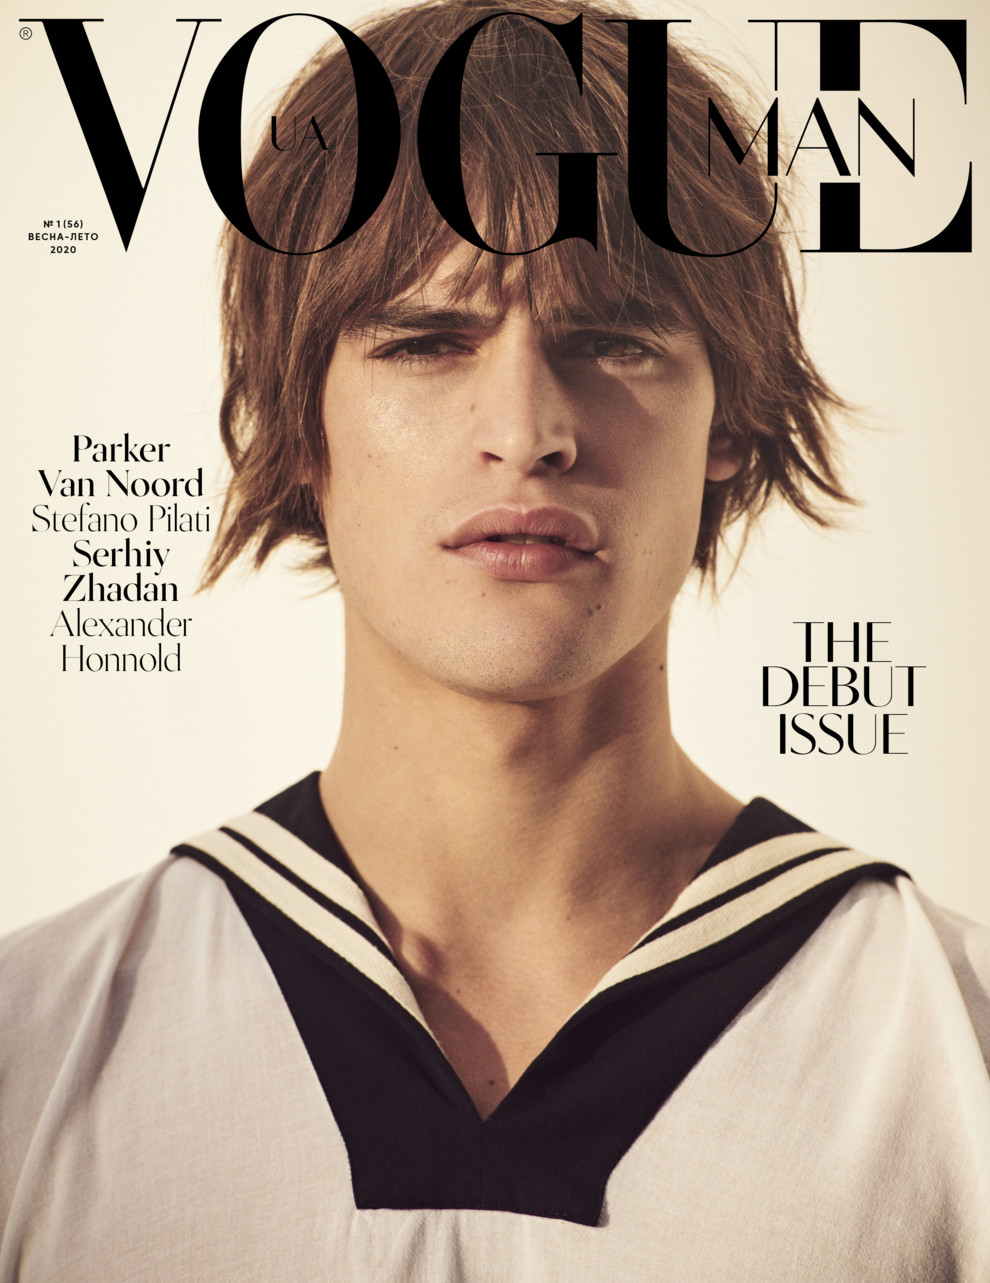 ®
VOGUE
UA
MAN
№ 1 (56)
ВЕСНА-ЛЕТО
2020
Parker
Van Noord
Stefano Pilati
Serhiy
Zhadan
Alexander
Honnold
THE
DEBUT
ISSUE